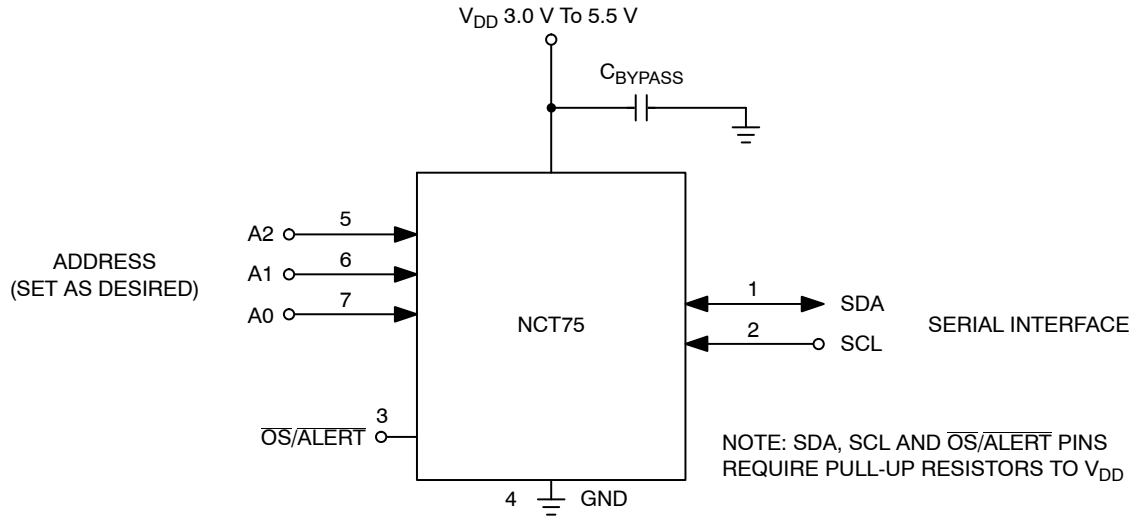 VDD 3.0 V To 5.5 V
CBYPASS
A2
5
ADDRESS
(SET AS DESIRED)
A1
6
A0
7
NCT75
1
SDA
2
SCL
SERIAL INTERFACE
OS/ALERT
3
NOTE: SDA, SCL AND OS/ALERT PINS
REQUIRE PULL-UP RESISTORS TO VDD
4
GND